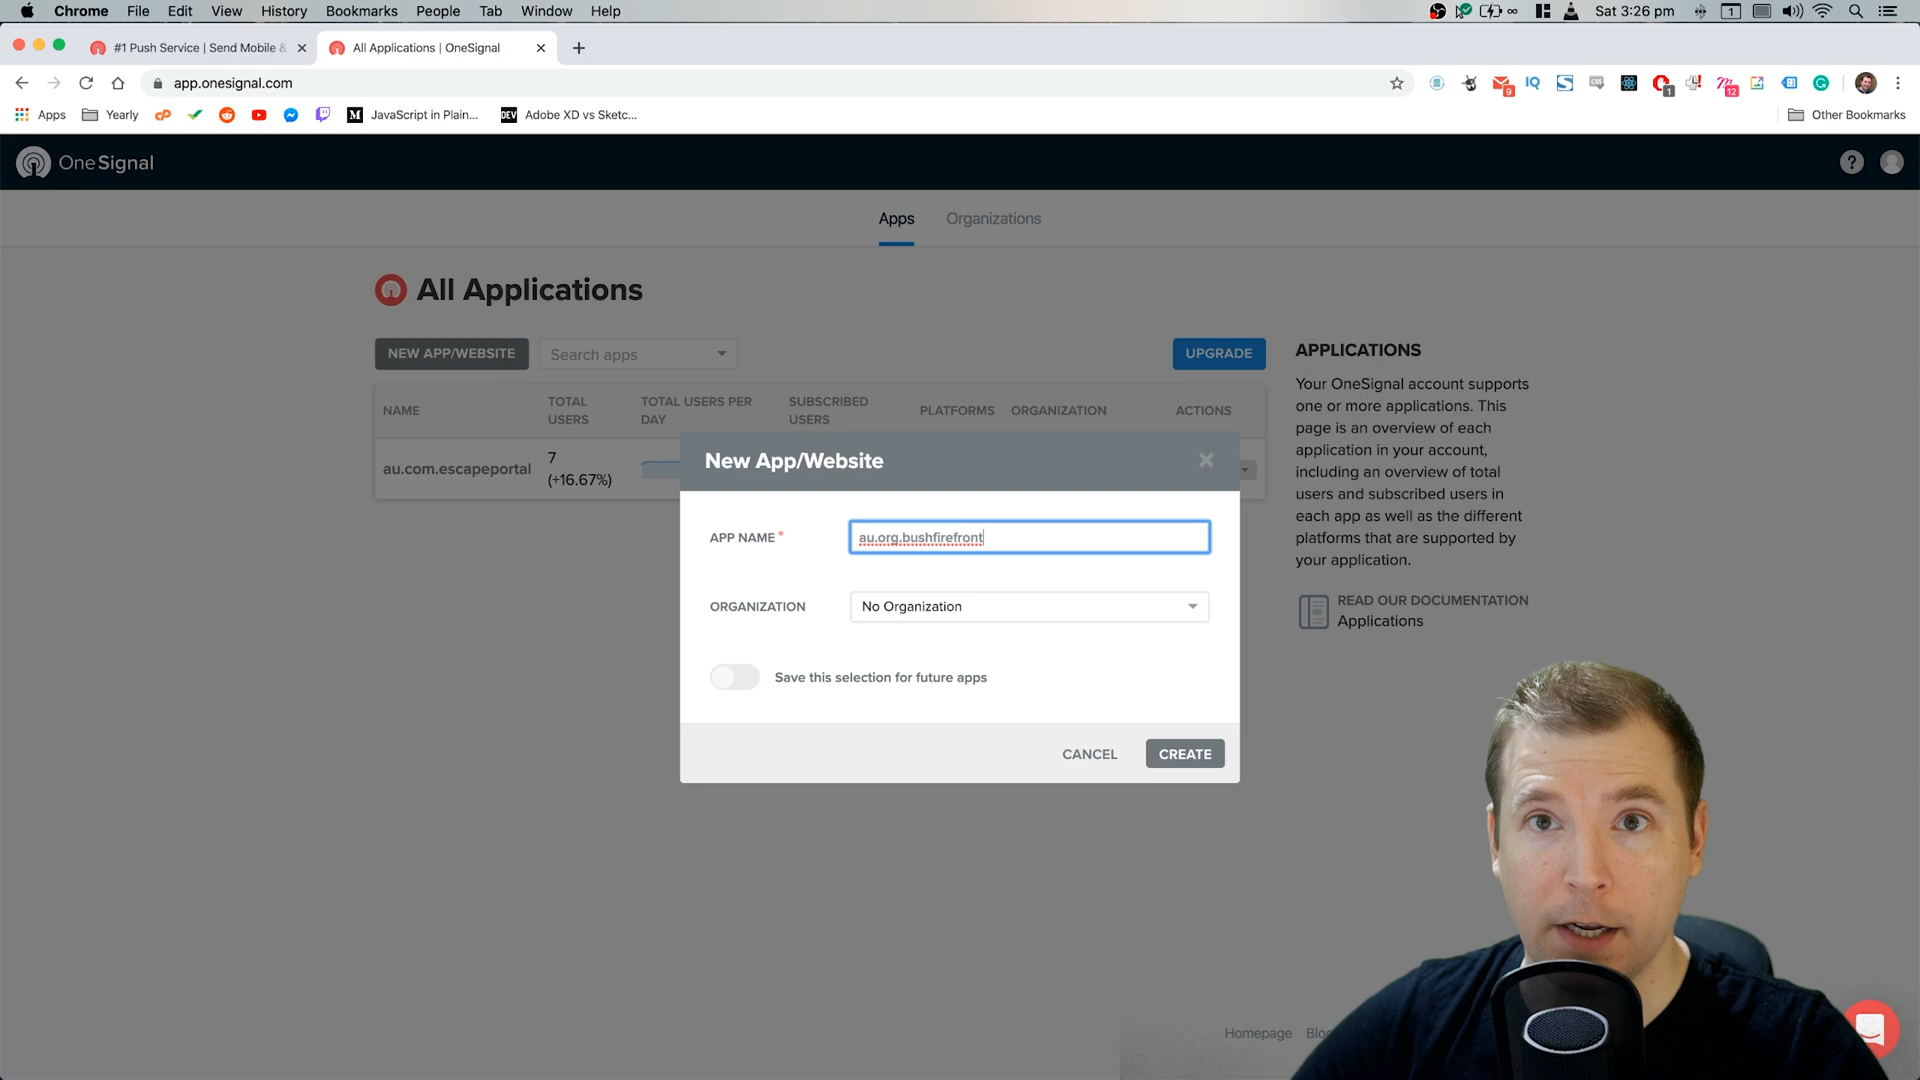 Chrome File Edit View History Bookmarks People Tab Window Help
Sat 3:26 pm
1
#1 Push Service | Send Mobile &
All Applications | OneSignal
app.onesignal.com
9
IQ
CSS
1
12
Apps
Yearly
JavaScript in Plain...
DEV
Adobe XD vs Sketc...
Other Bookmarks
OneSignal
Apps
Organizations
All Applications
NEW APP/WEBSITE
Search apps
UPGRADE
NAME
TOTAL USERS
TOTAL USERS PER DAY
SUBSCRIBED USERS
PLATFORMS
ORGANIZATION
ACTIONS
au.com.escapeportal
7
(+16.67%)
APPLICATIONS
Your OneSignal account supports
one or more applications. This
page is an overview of each
application in your account,
including an overview of total
users and subscribed users in
each app as well as the different
platforms that are supported by
your application.
READ OUR DOCUMENTATION
Applications
New App/Website
APP NAME *
au.org.bushfirefront
ORGANIZATION
No Organization
Save this selection for future apps
CANCEL
CREATE
Homepage